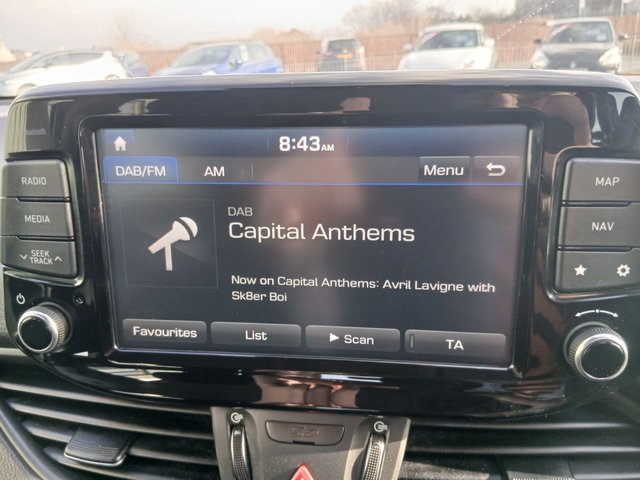 Bluetooth
8:43AM
DAB/FM AM Menu
RADIO
MEDIA
SEEK
TRACK
DAB
Capital Anthems
Now on Capital Anthems: Avril Lavigne with
Sk8er Boi
Favourites List Scan TA
MAP
NAV